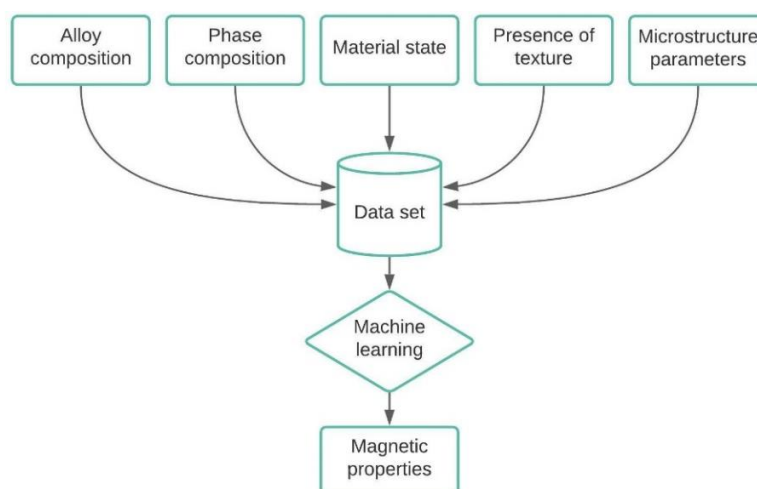 Alloy
composition
Phase
composition
Material state
Presence of
texture
Microstructure
parameters
Data set
Machine
learning
Magnetic
properties